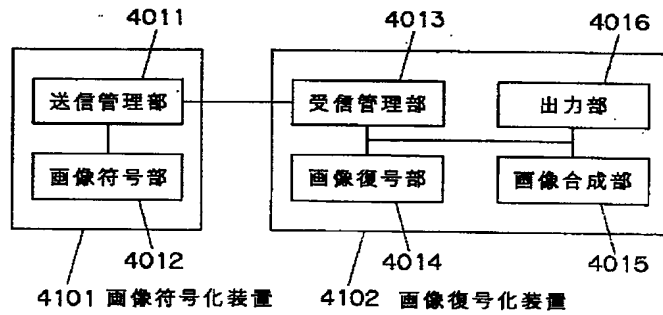 4011
4013
4016
送信管理部
受信管理部
出力部
画像符号部
画像復号部
画像合成部
4012
4014
4015
4101 画像符号化装置
4102 画像復号化装置